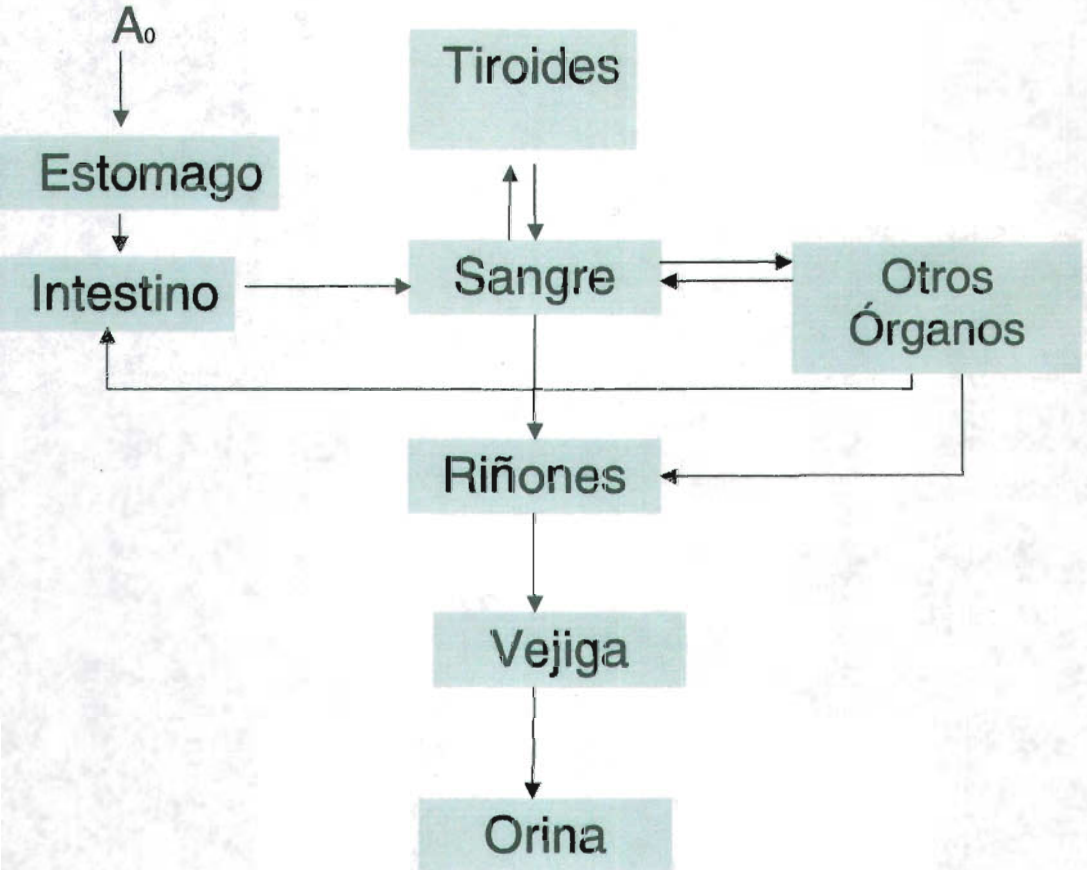 A₀
Tiroides
Estomago
Sangre
Intestino
Otros
Órganos
Riñones
Vejiga
Orina